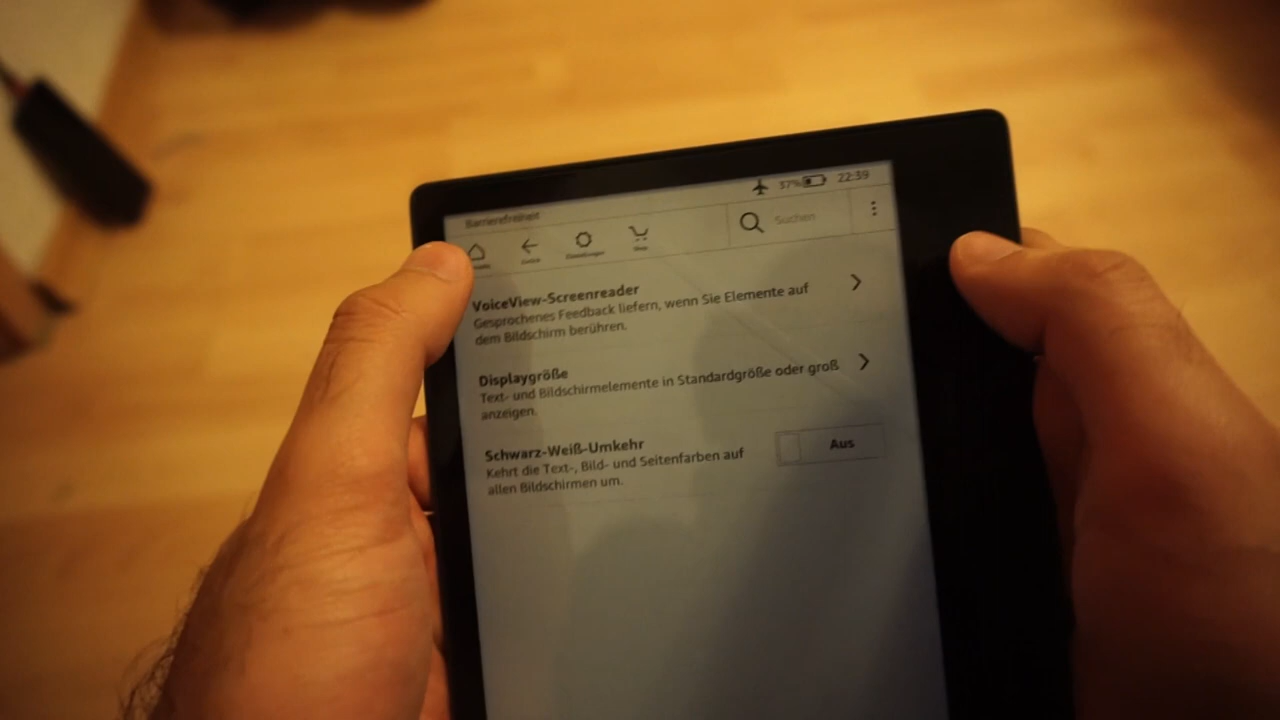 37% 22:39
Barrierefreiheit
Suchen
VoiceView-Screenreader
Gesprochenes Feedback liefern, wenn Sie Elemente auf
dem Bildschirm berühren.
Displaygröße
Text- und Bildschirmelemente in Standardgröße oder groß
anzeigen.
Schwarz-Weiß-Umkehr
Aus
Kehrt die Text-, Bild- und Seitenfarben auf
allen Bildschirmen um.